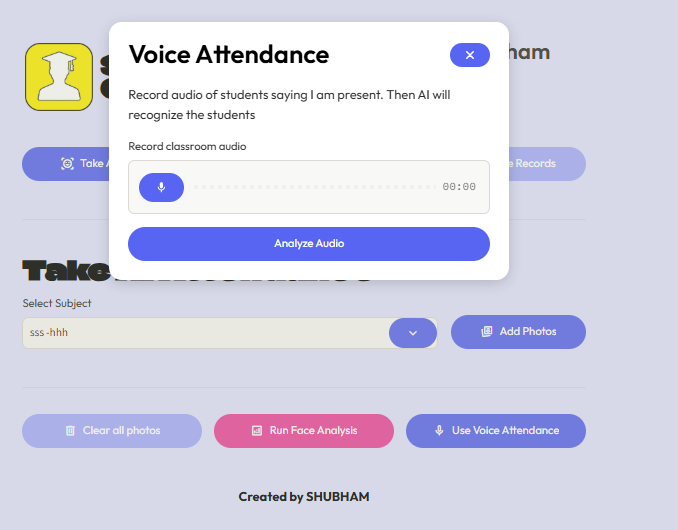 Voice Attendance
ham
Record audio of students saying I am present. Then AI will
recognize the students
Record classroom audio
Take A
e Records
00:00
Analyze Audio
Take
Select Subject
sss -hhh
Add Photos
Clear all photos
Run Face Analysis
Use Voice Attendance
Created by SHUBHAM